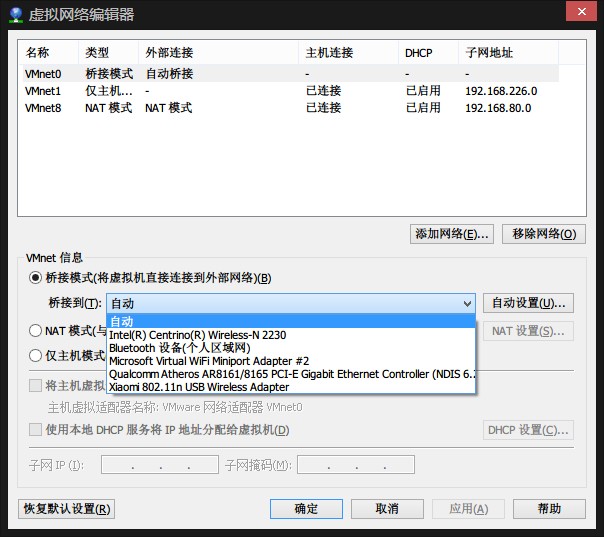 虚拟网络编辑器
名称 类型 外部连接 主机连接 DHCP 子网地址
VMnet0 桥接模式 自动桥接 - - -
VMnet1 仅主机... - 已连接 已启用 192.168.226.0
VMnet8 NAT 模式 NAT 模式 已连接 已启用 192.168.80.0
添加网络(E)... 移除网络(O)
VMnet 信息
桥接模式(将虚拟机直接连接到外部网络)(B)
桥接到(T): 自动 自动设置(U)...
自动
NAT 模式(与 Intel(R) Centrino(R) Wireless-N 2230 NAT 设置(S)...
Bluetooth 设备(个人区域网)
仅主机模式 Microsoft Virtual WiFi Miniport Adapter #2
Qualcomm Atheros AR8161/8165 PCI-E Gigabit Ethernet Controller (NDIS 6.2
将主机虚拟 Xiaomi 802.11n USB Wireless Adapter
主机虚拟适配器名称: VMware 网络适配器 VMnet0
使用本地 DHCP 服务将 IP 地址分配给虚拟机(D) DHCP 设置(C)...
子网 IP (I): . . . 子网掩码(M): . . .
恢复默认设置(R) 确定 取消 应用(A) 帮助